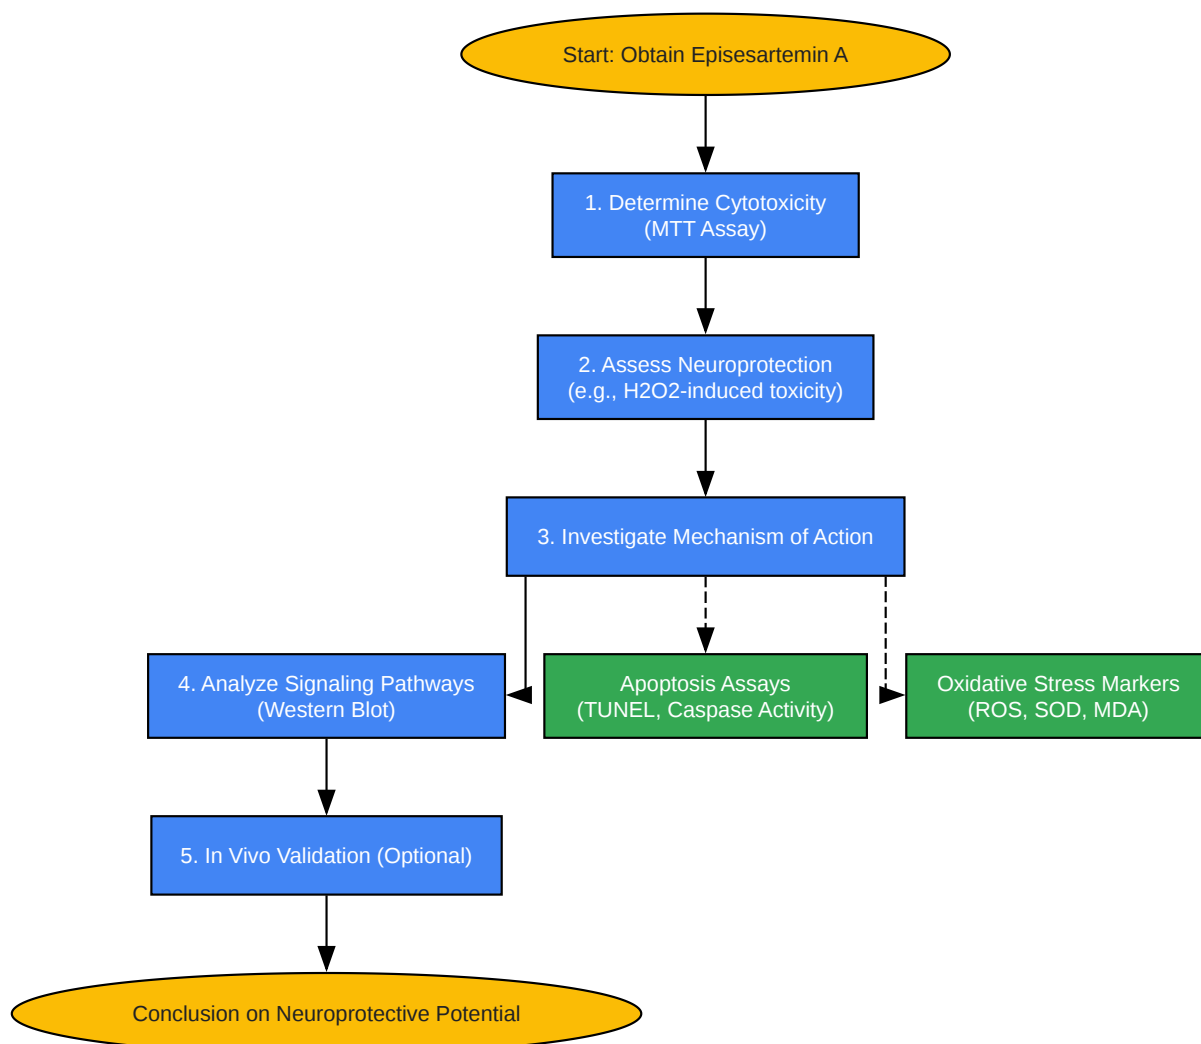 Start: Obtain Episesartemin A
1. Determine Cytotoxicity
(MTT Assay)
2. Assess Neuroprotection
(e.g., H2O2-induced toxicity)
3. Investigate Mechanism of Action
4. Analyze Signaling Pathways
(Western Blot)
Apoptosis Assays
(TUNEL, Caspase Activity)
Oxidative Stress Markers
(ROS, SOD, MDA)
5. In Vivo Validation (Optional)
Conclusion on Neuroprotective Potential